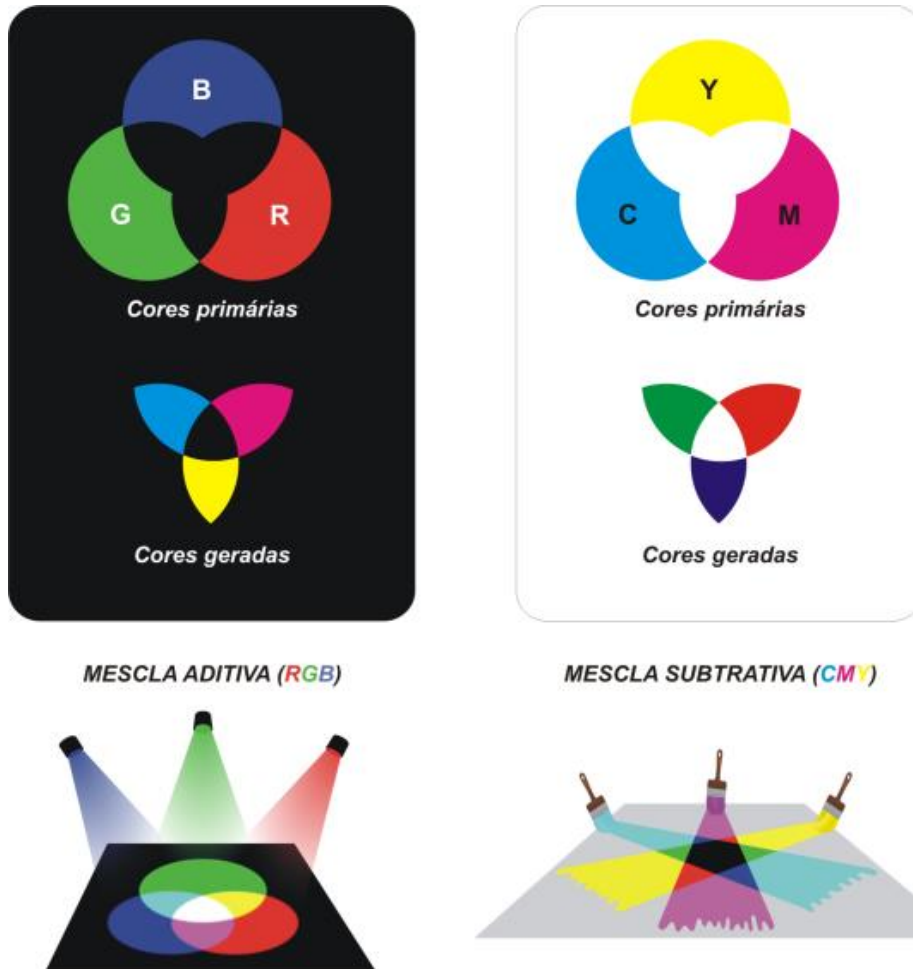 B
G
R
Cores primárias
Cores geradas
Y
C
M
Cores primárias
Cores geradas
MESCLA ADITIVA (RGB)
MESCLA SUBTRATIVA (CMY)